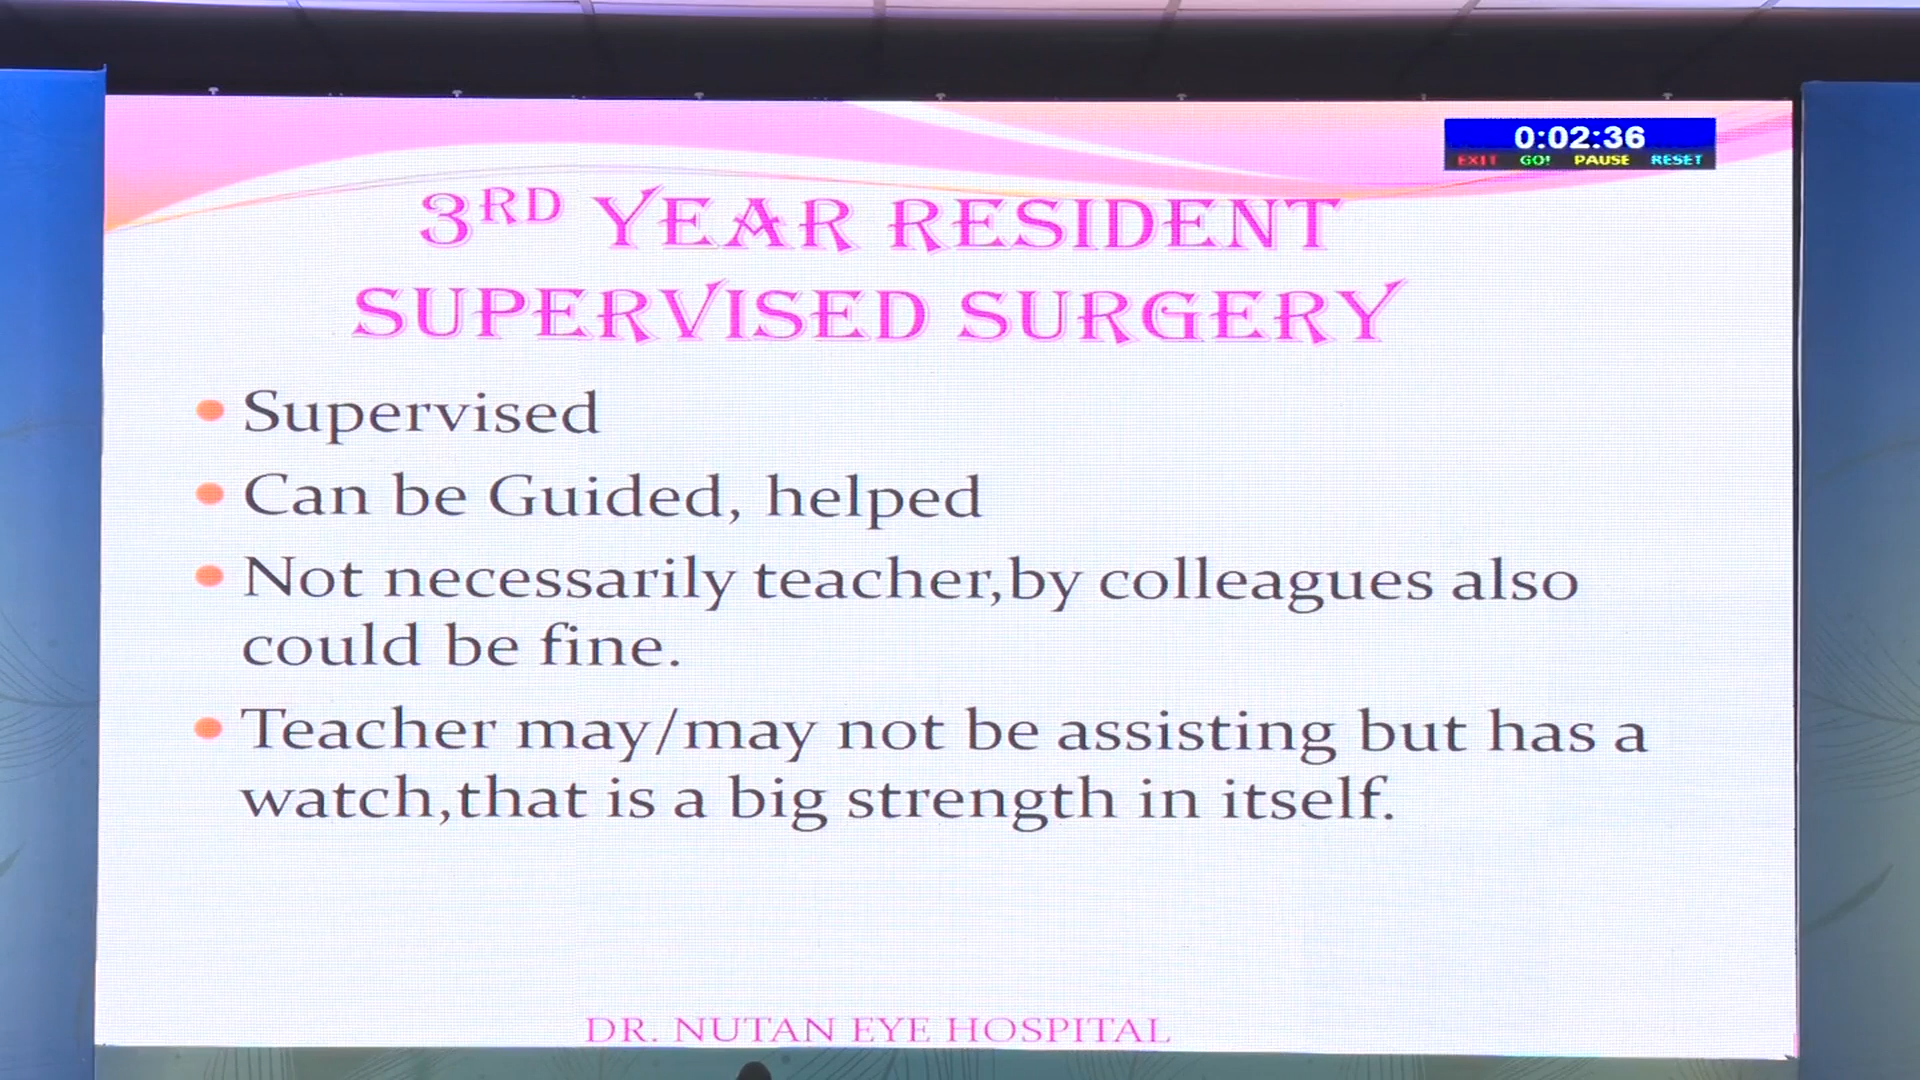 0:02:36
EXIT GO! PAUSE RESET
3RD YEAR RESIDENT
SUPERVISED SURGERY
• Supervised
• Can be Guided, helped
• Not necessarily teacher,by colleagues also
could be fine.
• Teacher may/may not be assisting but has a
watch,that is a big strength in itself.
DR. NUTAN EYE HOSPITAL